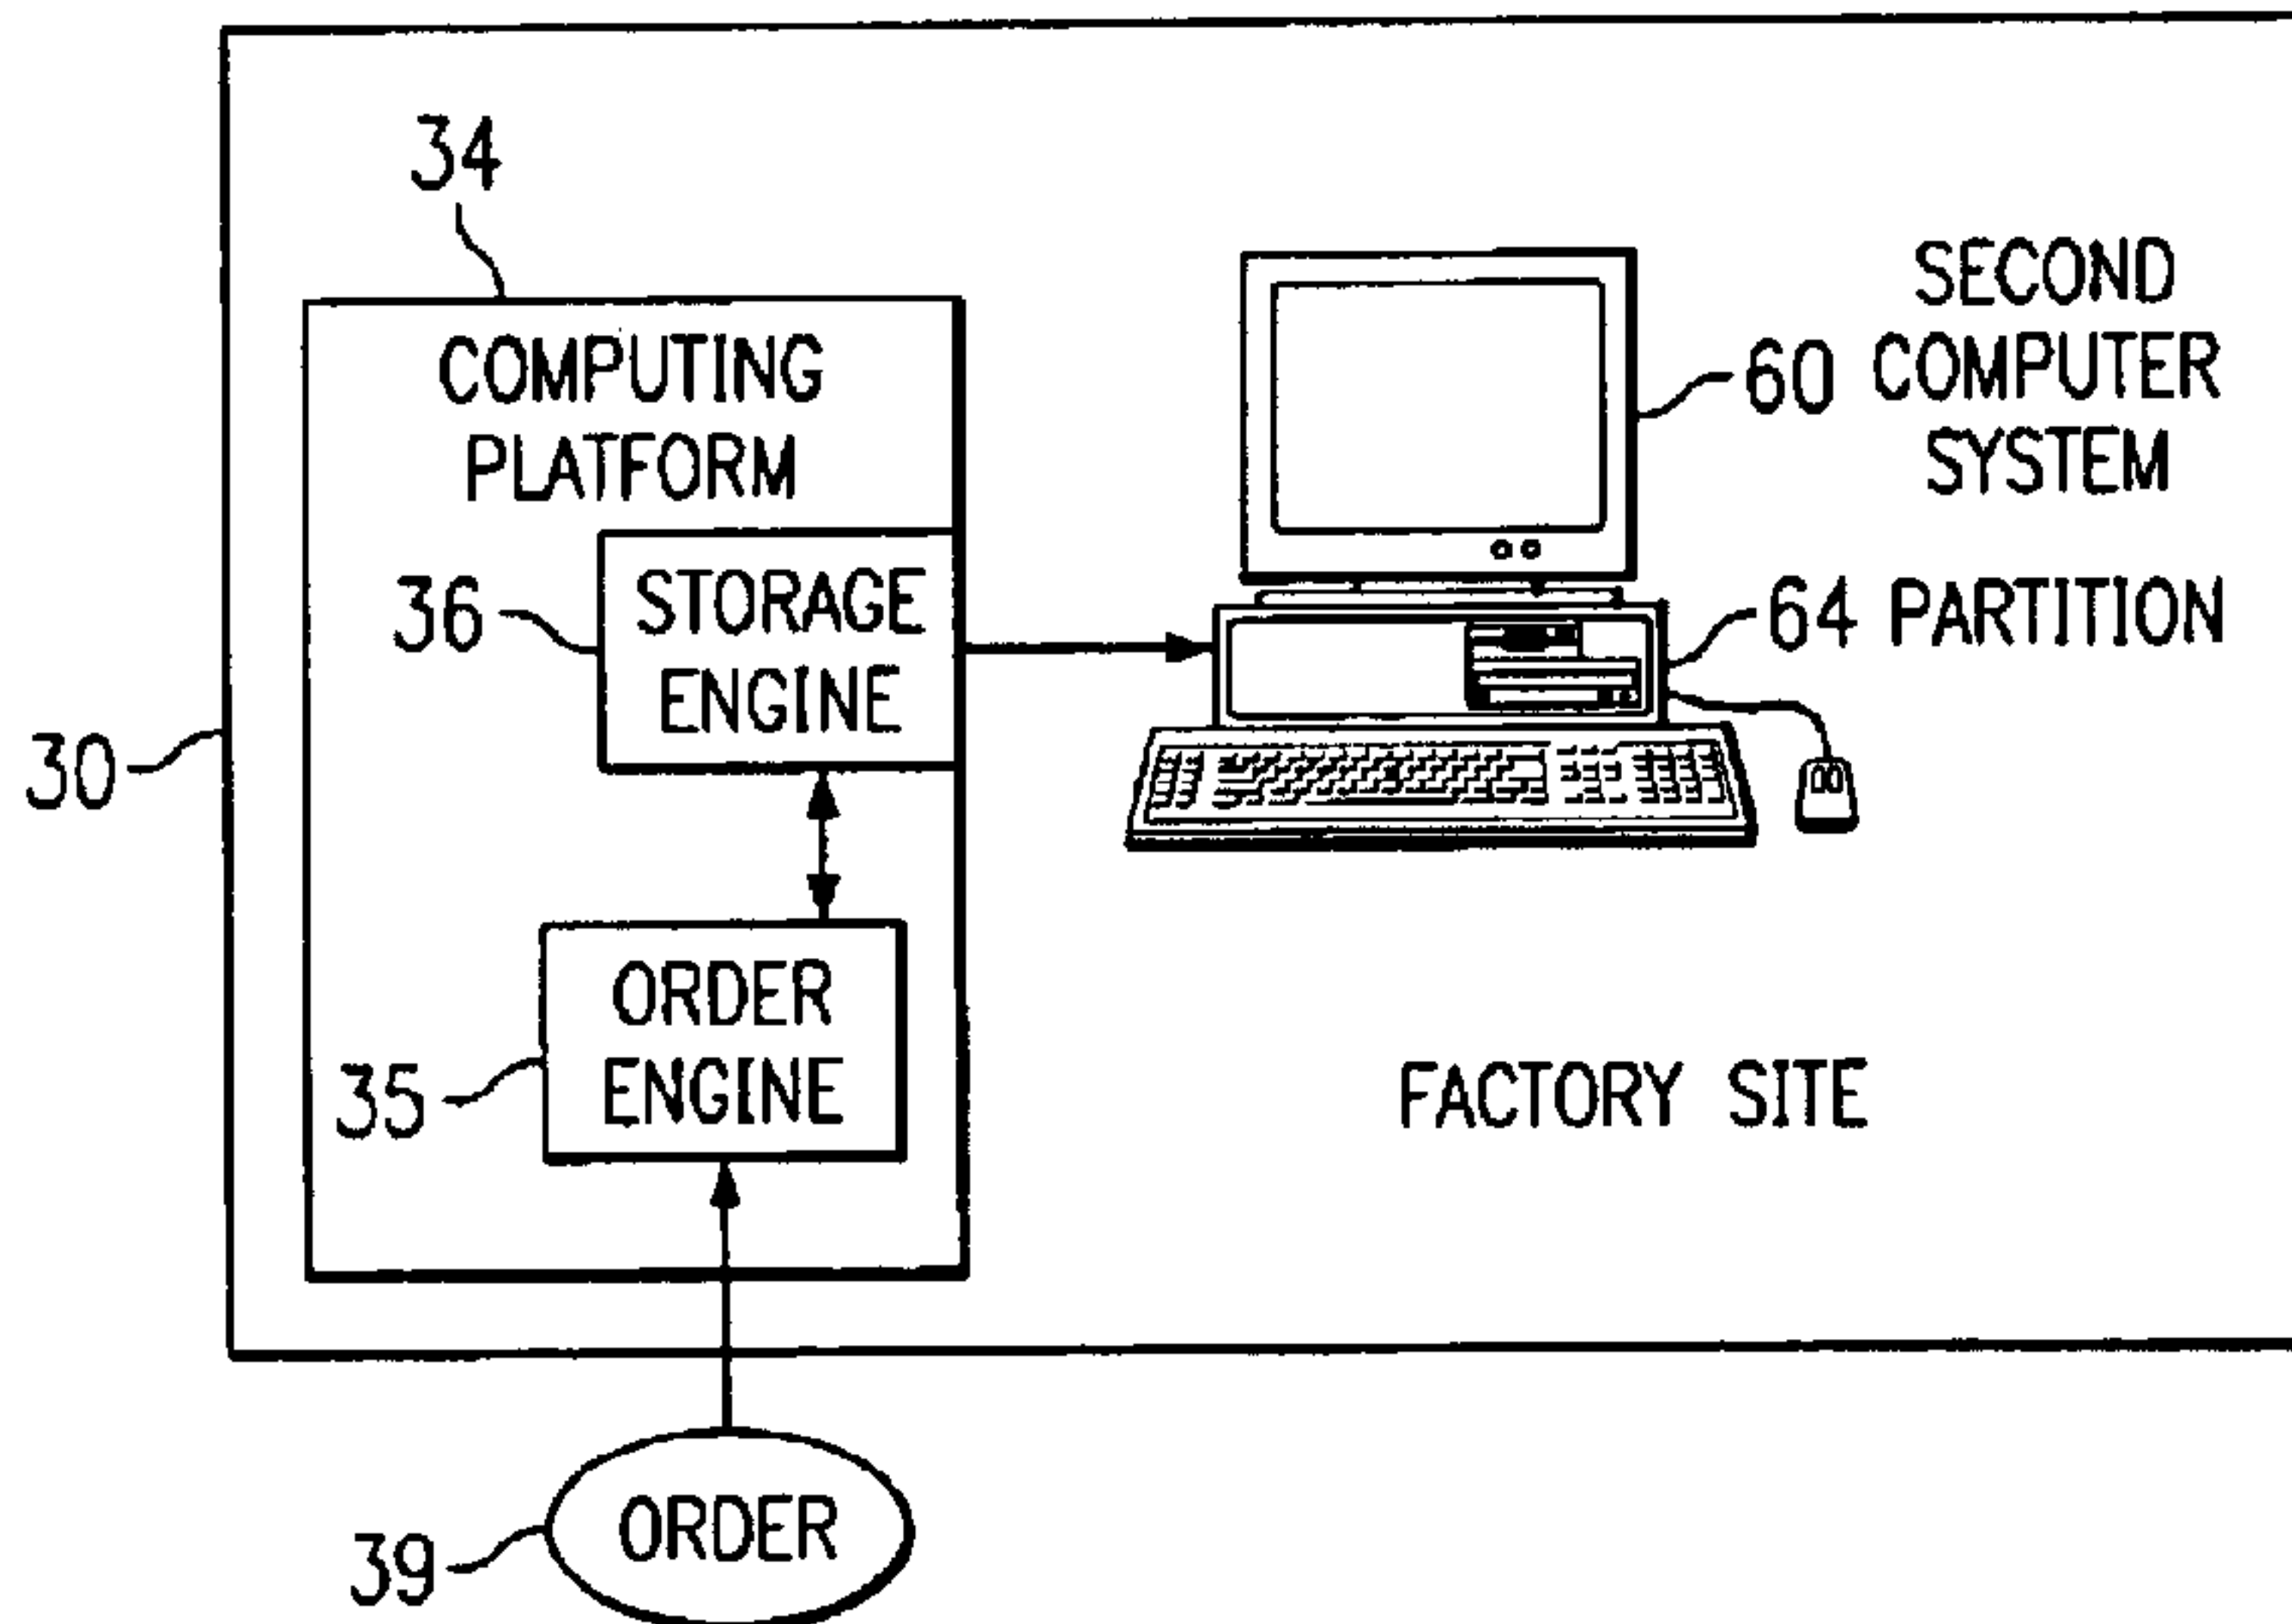 34
COMPUTING
PLATFORM
SECOND
60 COMPUTER
SYSTEM
36
STORAGE
ENGINE
64 PARTITION
30
35
ORDER
ENGINE
FACTORY SITE
39
ORDER